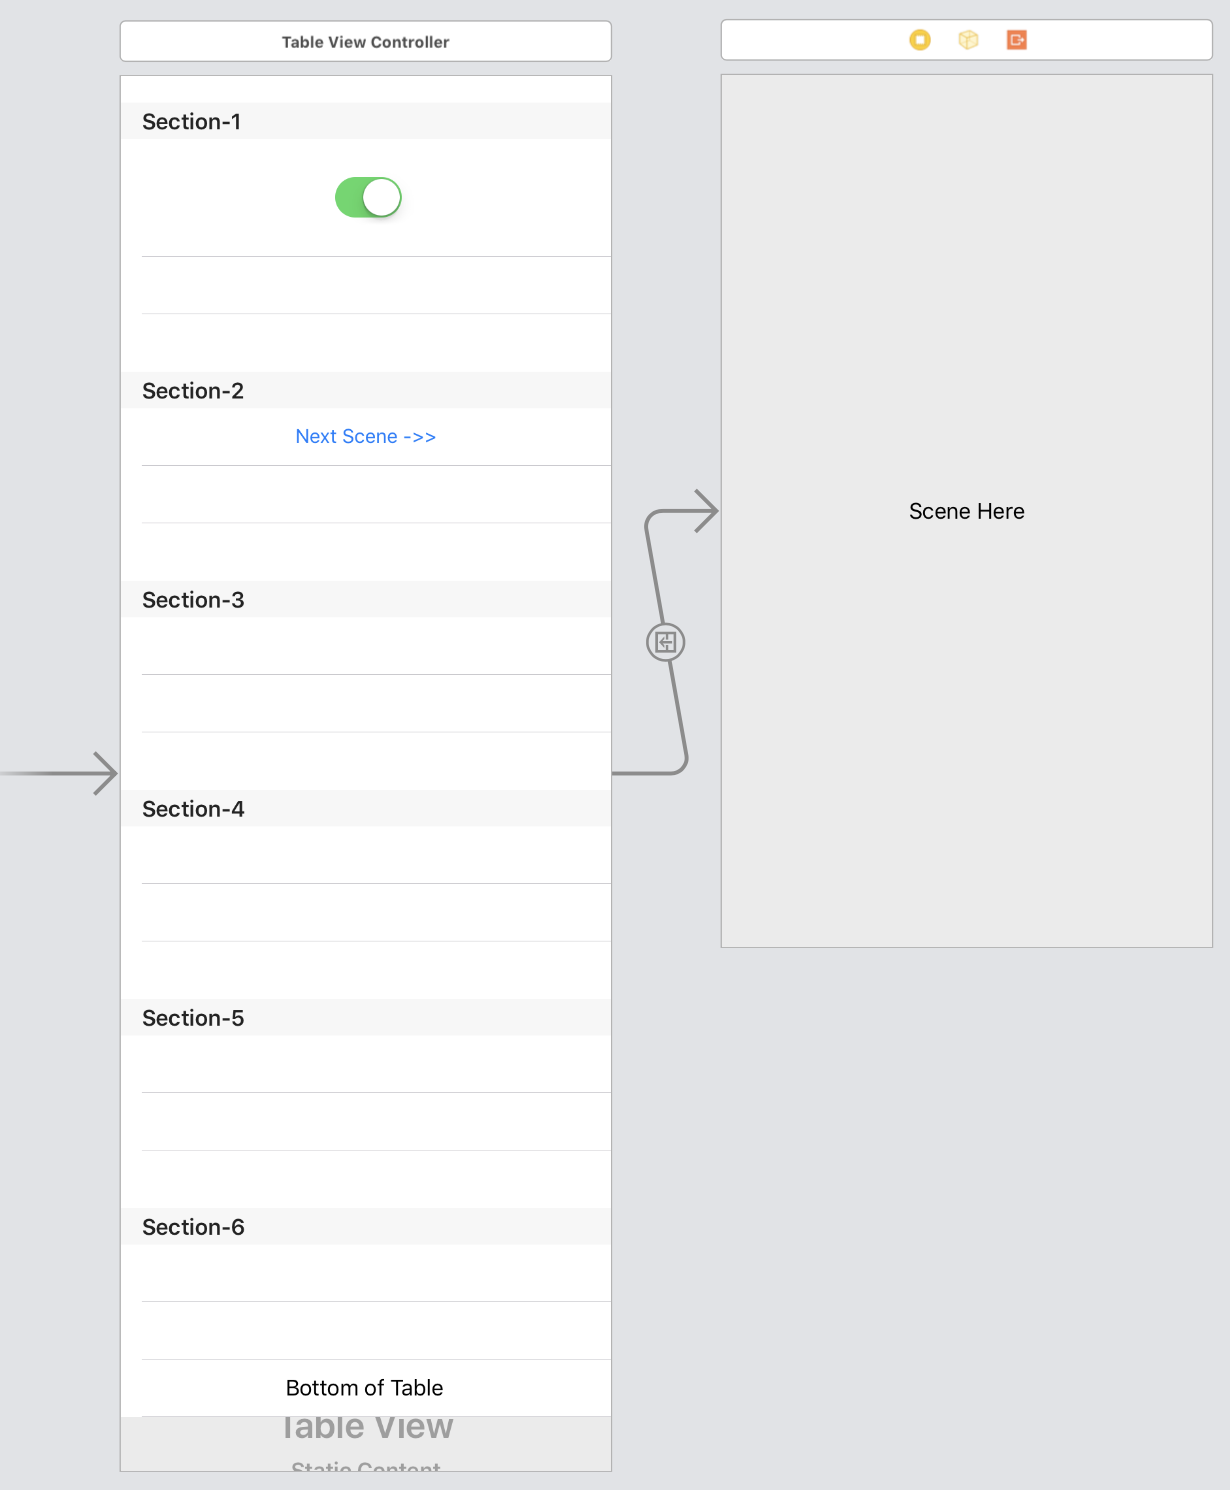 Table View Controller
Section-1
Section-2
Next Scene ->>
Section-3
Section-4
Section-5
Section-6
Bottom of Table
Table View
Static Content
Scene Here